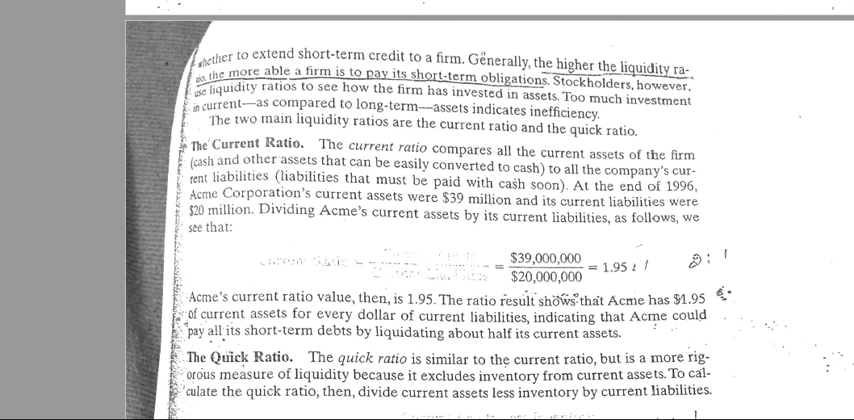 whether to extend short-term credit to a firm. Generally, the higher the liquidity ra-
tio, the more able a firm is to pay its short-term obligations. Stockholders, however,
use liquidity ratios to see how the firm has invested in assets. Too much investment
in current—as compared to long-term—assets indicates inefficiency.
The two main liquidity ratios are the current ratio and the quick ratio.
The Current Ratio. The current ratio compares all the current assets of the firm
(cash and other assets that can be easily converted to cash) to all the company's cur-
rent liabilities (liabilities that must be paid with cash soon). At the end of 1996,
Acme Corporation's current assets were $39 million and its current liabilities were
$20 million. Dividing Acme's current assets by its current liabilities, as follows, we
see that:
= $39,000,000 / $20,000,000 = 1.95 : 1
Acme's current ratio value, then, is 1.95. The ratio result shows that Acme has $1.95
of current assets for every dollar of current liabilities, indicating that Acme could
pay all its short-term debts by liquidating about half its current assets.
The Quick Ratio. The quick ratio is similar to the current ratio, but is a more rig-
orous measure of liquidity because it excludes inventory from current assets. To cal-
culate the quick ratio, then, divide current assets less inventory by current liabilities.